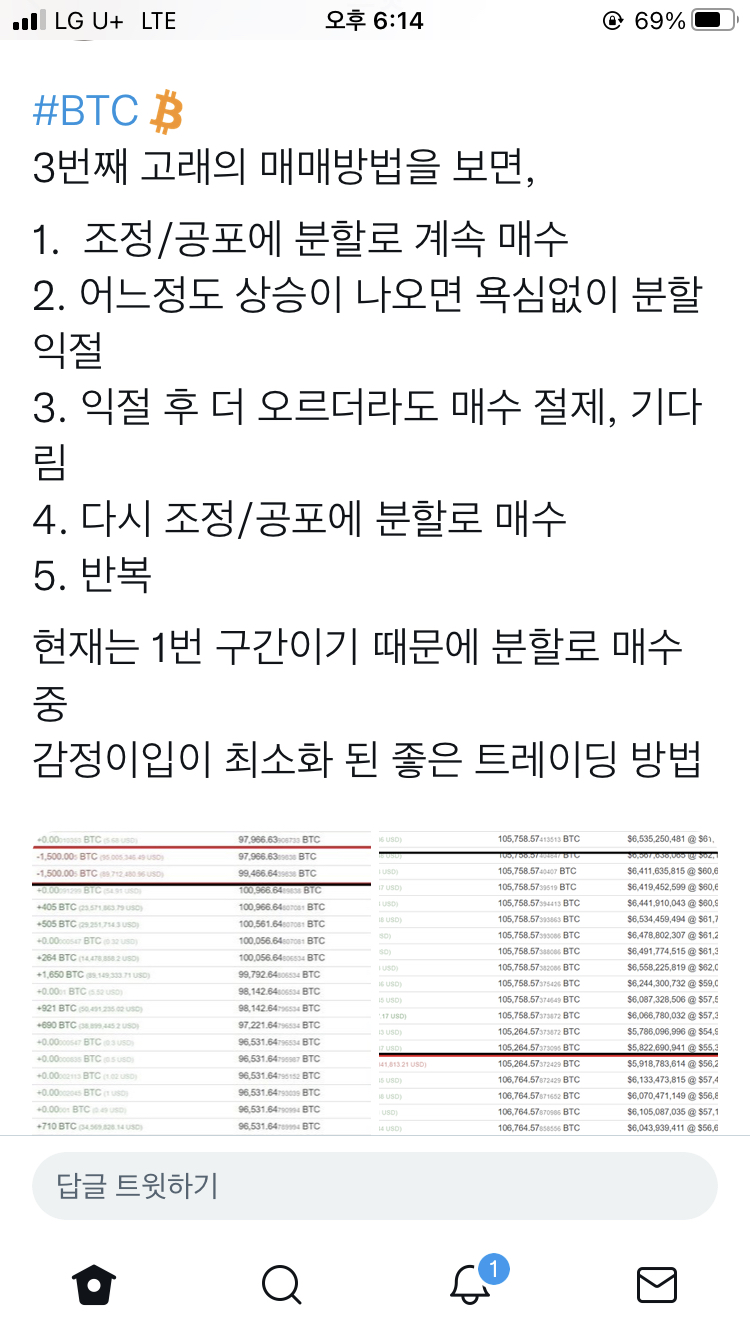 LG U+ LTE 오후 6:14 69%
#BTC
3번째 고래의 매매방법을 보면,
1. 조정/공포에 분할로 계속 매수
2. 어느정도 상승이 나오면 욕심없이 분할
익절
3. 익절 후 더 오르더라도 매수 절제, 기다
림
4. 다시 조정/공포에 분할로 매수
5. 반복
현재는 1번 구간이기 때문에 분할로 매수
중
감정이입이 최소화 된 좋은 트레이딩 방법
BTC 97,966.63 BTC
-1,500.00 BTC 97,966.63 BTC
-1,500.00 BTC 99,466.64 BTC
BTC 100,966.64 BTC
+405 BTC 100,966.64 BTC
+505 BTC 100,561.64 BTC
+0.00 BTC 100,056.64 BTC
+264 BTC 100,056.64 BTC
+1,650 BTC 99,792.64 BTC
+0.00 BTC 98,142.64 BTC
+921 BTC 98,142.64 BTC
+690 BTC 97,221.64 BTC
+0.00 BTC 96,531.64 BTC
+0.00 BTC 96,531.64 BTC
+0.00 BTC 96,531.64 BTC
+0.00 BTC 96,531.64 BTC
+0.00 BTC 96,531.64 BTC
+710 BTC 96,531.64 BTC
105,758.57 BTC $6,535,250,481 @ $61,
105,758.57 BTC
105,758.57 BTC $6,411,635,815 @ $60,6
105,758.57 BTC $6,419,452,599 @ $60,6
105,758.57 BTC $6,441,910,043 @ $60,9
105,758.57 BTC $6,534,459,494 @ $61,7
105,758.57 BTC $6,478,802,307 @ $61,2
105,758.57 BTC $6,491,774,515 @ $61,3
105,758.57 BTC $6,558,225,819 @ $62,0
105,758.57 BTC $6,244,300,732 @ $59,0
105,758.57 BTC $6,087,328,506 @ $57,5
105,758.57 BTC $6,066,780,032 @ $57,3
105,264.57 BTC $5,786,096,996 @ $54,9
105,264.57 BTC $5,822,690,941 @ $55,3
105,264.57 BTC $5,918,783,614 @ $56,2
106,764.57 BTC $6,133,473,815 @ $57,4
106,764.57 BTC $6,070,471,149 @ $56,8
106,764.57 BTC $6,105,087,035 @ $57,1
106,764.57 BTC $6,043,939,411 @ $56,6
답글 트윗하기
1